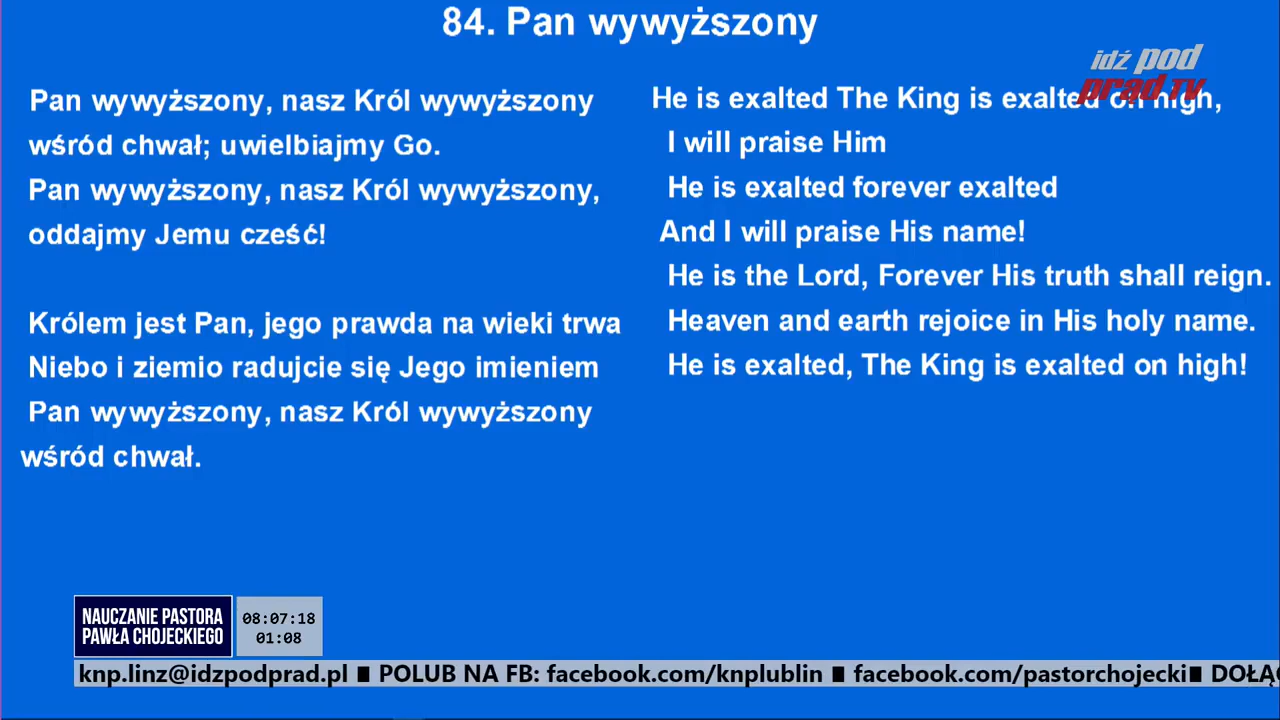 84. Pan wywyższony
idź pod
prąd TV
Pan wywyższony, nasz Król wywyższony
wśród chwał; uwielbiajmy Go.
Pan wywyższony, nasz Król wywyższony,
oddajmy Jemu cześć!
Królem jest Pan, jego prawda na wieki trwa
Niebo i ziemio radujcie się Jego imieniem
Pan wywyższony, nasz Król wywyższony
wśród chwał.
He is exalted The King is exalted on high,
I will praise Him
He is exalted forever exalted
And I will praise His name!
He is the Lord, Forever His truth shall reign.
Heaven and earth rejoice in His holy name.
He is exalted, The King is exalted on high!
NAUCZANIE PASTORA
PAWŁA CHOJECKIEGO
08:07:18
01:08
knp.linz@idzpodprad.pl ∎ POLUB NA FB: facebook.com/knplublin ∎ facebook.com/pastorchojecki∎ DOŁĄC